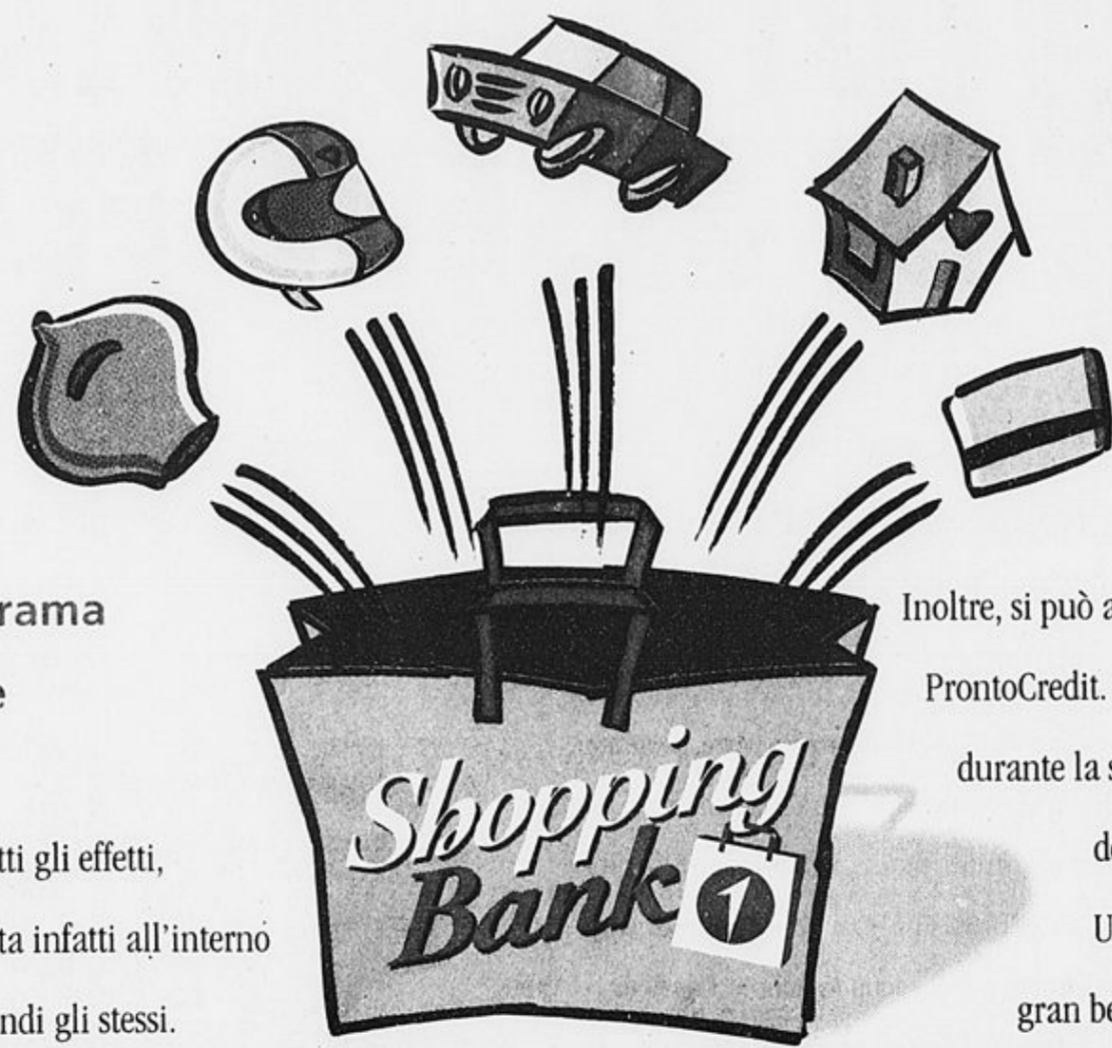 rama
e
tti gli effetti,
ta infatti all'interno
ndi gli stessi.
Shopping
Bank
1
Inoltre, si può a
ProntoCredit.
durante la s
de
U
gran be